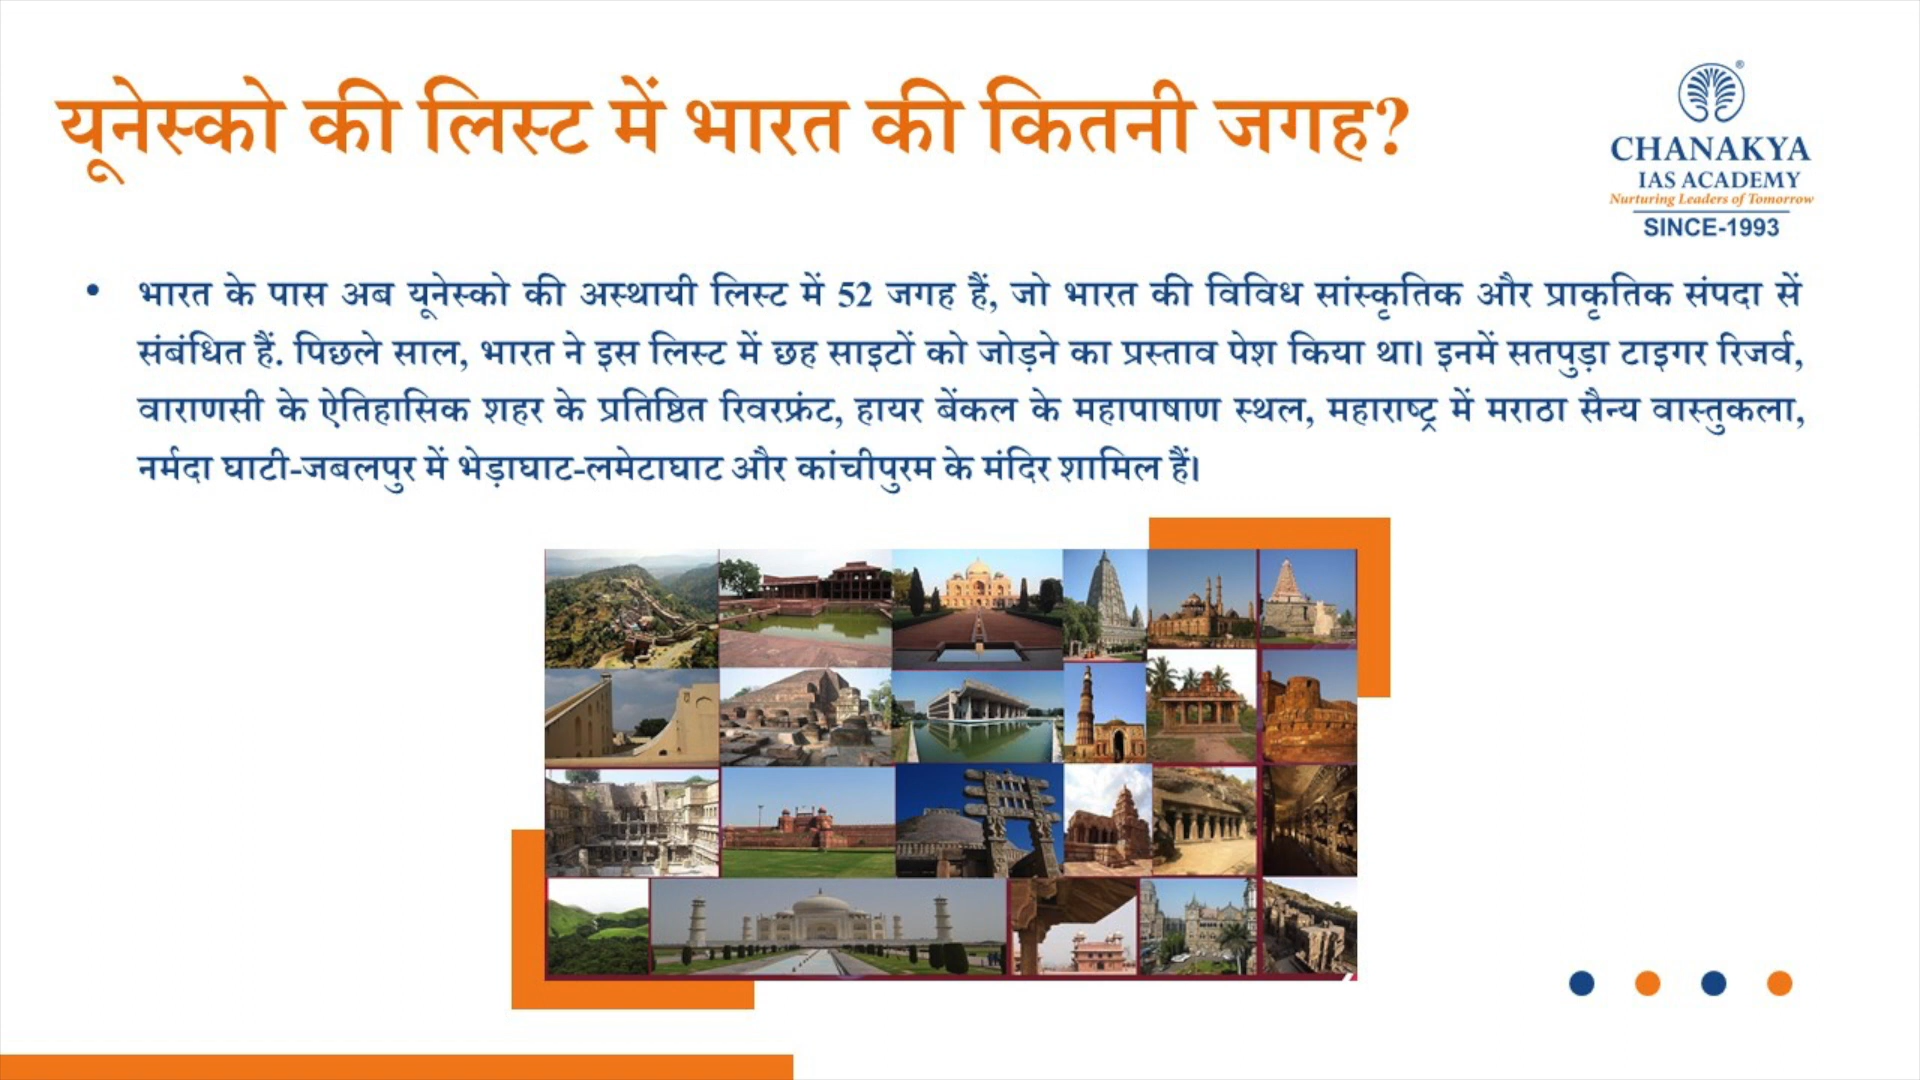 यूनेस्को की लिस्ट में भारत की कितनी जगह?
®
CHANAKYA
IAS ACADEMY
Nurturing Leaders of Tomorrow
SINCE-1993
• भारत के पास अब यूनेस्को की अस्थायी लिस्ट में 52 जगह हैं, जो भारत की विविध सांस्कृतिक और प्राकृतिक संपदा सें
संबंधित हैं. पिछले साल, भारत ने इस लिस्ट में छह साइटों को जोड़ने का प्रस्ताव पेश किया था। इनमें सतपुड़ा टाइगर रिजर्व,
वाराणसी के ऐतिहासिक शहर के प्रतिष्ठित रिवरफ्रंट, हायर बेंकल के महापाषाण स्थल, महाराष्ट्र में मराठा सैन्य वास्तुकला,
नर्मदा घाटी-जबलपुर में भेड़ाघाट-लमेटाघाट और कांचीपुरम के मंदिर शामिल हैं।